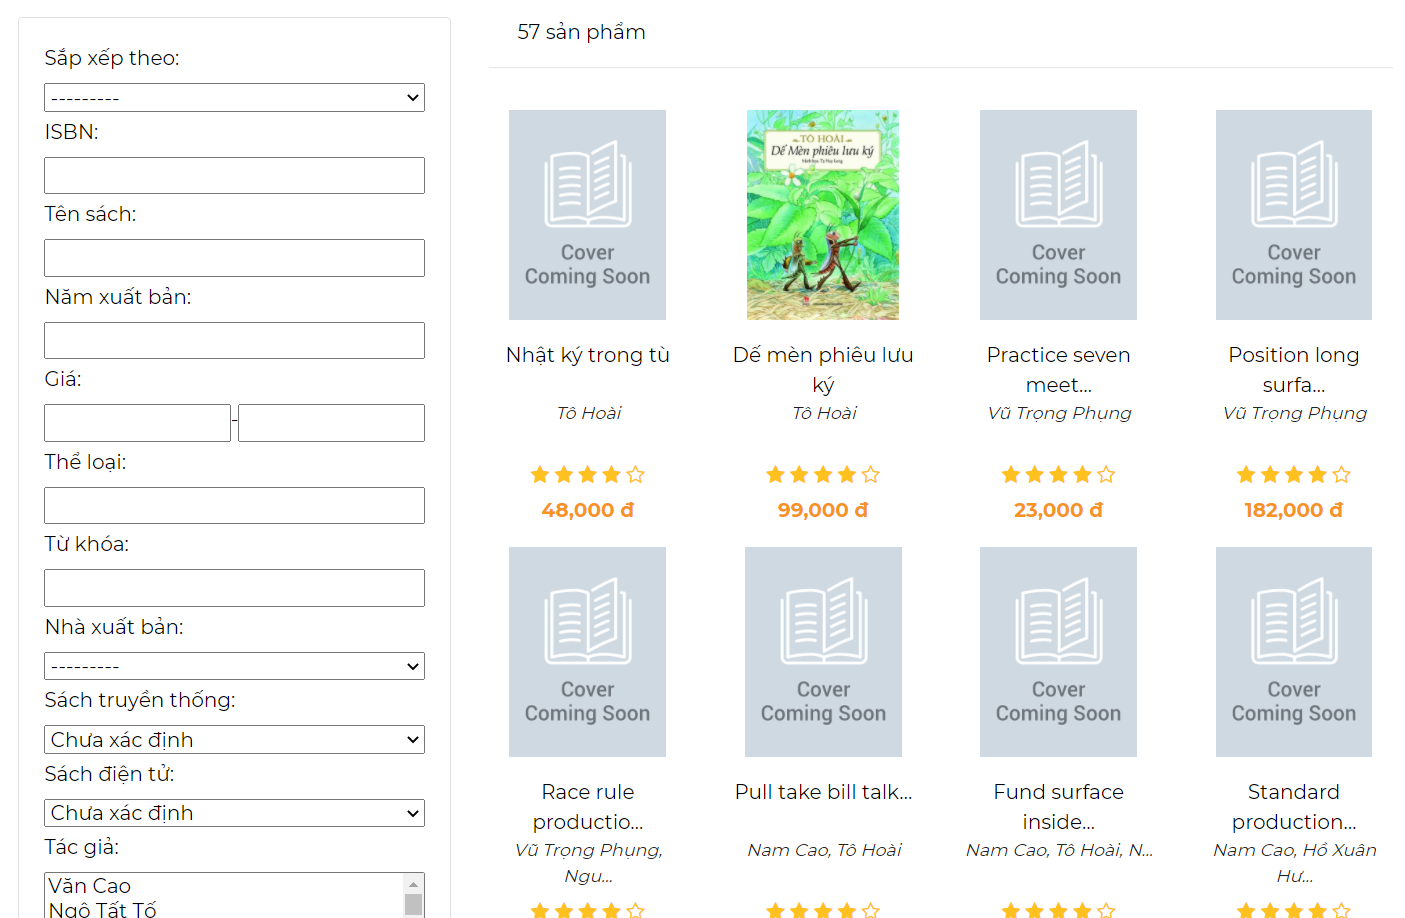 Sắp xếp theo:
---------
ISBN:
Tên sách:
Năm xuất bản:
Giá:
-
Thể loại:
Từ khóa:
Nhà xuất bản:
---------
Sách truyền thống:
Chưa xác định
Sách điện tử:
Chưa xác định
Tác giả:
Văn Cao
Ngô Tất Tố
57 sản phẩm
Cover
Coming Soon
Nhật ký trong tù
Tô Hoài
48,000 đ
TÔ HOÀI
Dế Mèn phiêu lưu ký
Minh họa: Tạ Huy Long
Dế mèn phiêu lưu
ký
Tô Hoài
99,000 đ
Cover
Coming Soon
Practice seven
meet...
Vũ Trọng Phụng
23,000 đ
Cover
Coming Soon
Position long
surfa...
Vũ Trọng Phụng
182,000 đ
Cover
Coming Soon
Race rule
productio...
Vũ Trọng Phụng,
Ngu...
Cover
Coming Soon
Pull take bill talk...
Nam Cao, Tô Hoài
Cover
Coming Soon
Fund surface
inside...
Nam Cao, Tô Hoài, N...
Cover
Coming Soon
Standard
production...
Nam Cao, Hồ Xuân
Hư...